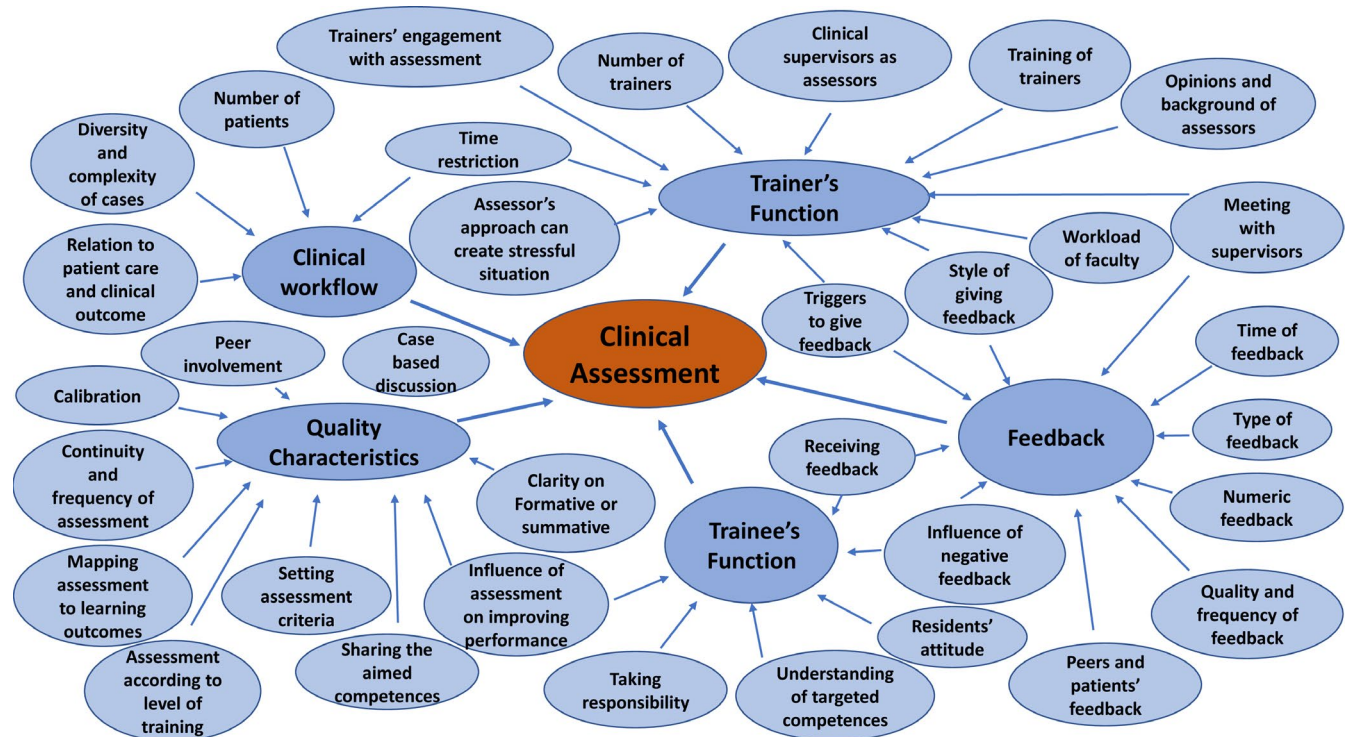 Trainers' engagement
with assessment
Number of
trainers
Clinical
supervisors as
assessors
Training of
trainers
Opinions and
background of
assessors
Number of
patients
Diversity
and
complexity
of cases
Time
restriction
Trainer's
Function
Assessor's
approach can
create stressful
situation
Meeting
with
supervisors
Workload
of faculty
Relation to
patient care
and clinical
outcome
Clinical
workflow
Style of
giving
feedback
Triggers
to give
feedback
Clinical
Assessment
Time of
feedback
Peer
involvement
Case
based
discussion
Calibration
Quality
Characteristics
Feedback
Type of
feedback
Receiving
feedback
Continuity
and
frequency of
assessment
Clarity on
Formative or
summative
Numeric
feedback
Trainee's
Function
Influence of
negative
feedback
Mapping
assessment
to learning
outcomes
Setting
assessment
criteria
Influence of
assessment
on improving
performance
Quality and
frequency of
feedback
Residents'
attitude
Assessment
according to
level of
training
Sharing the
aimed
competences
Taking
responsibility
Understanding
of targeted
competences
Peers and
patients'
feedback